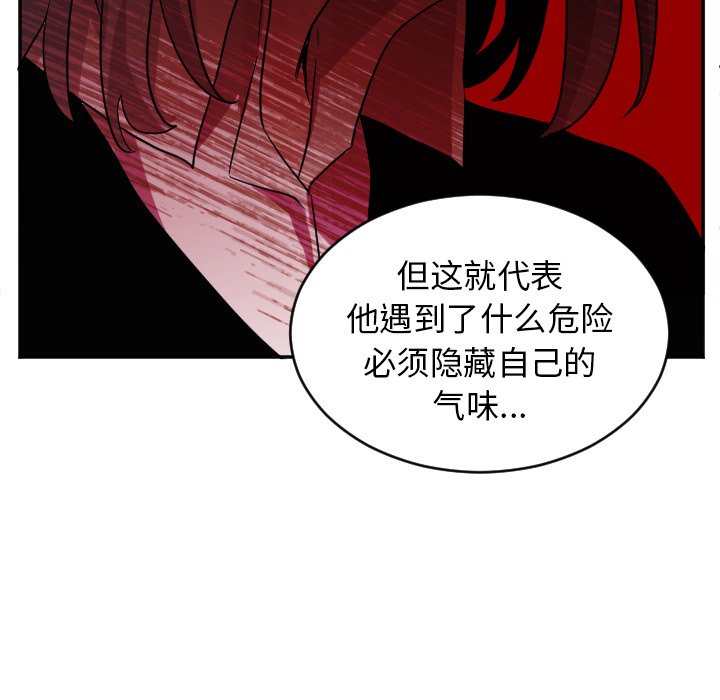 但这就代表
他遇到了什么危险
必须隐藏自己的
气味…